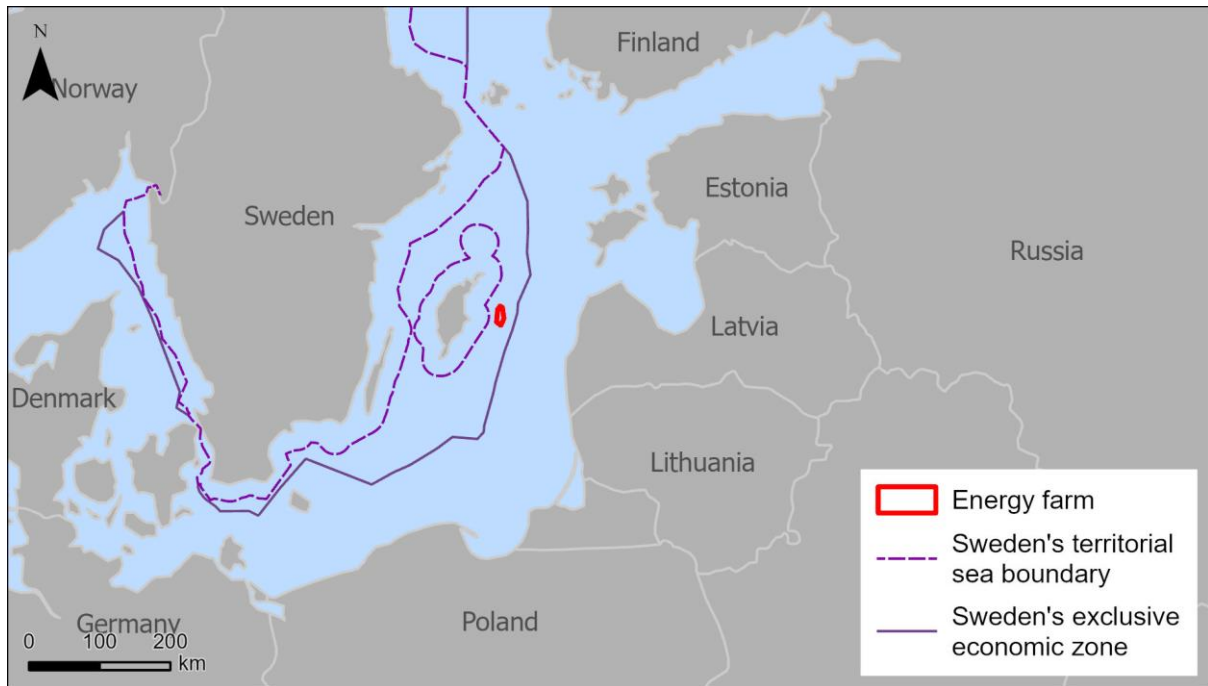 N
Norway
Finland
Sweden
Estonia
Russia
Latvia
Denmark
Lithuania
Germany
Poland
0 100 200
km
Energy farm
Sweden's territorial
sea boundary
Sweden's exclusive
economic zone